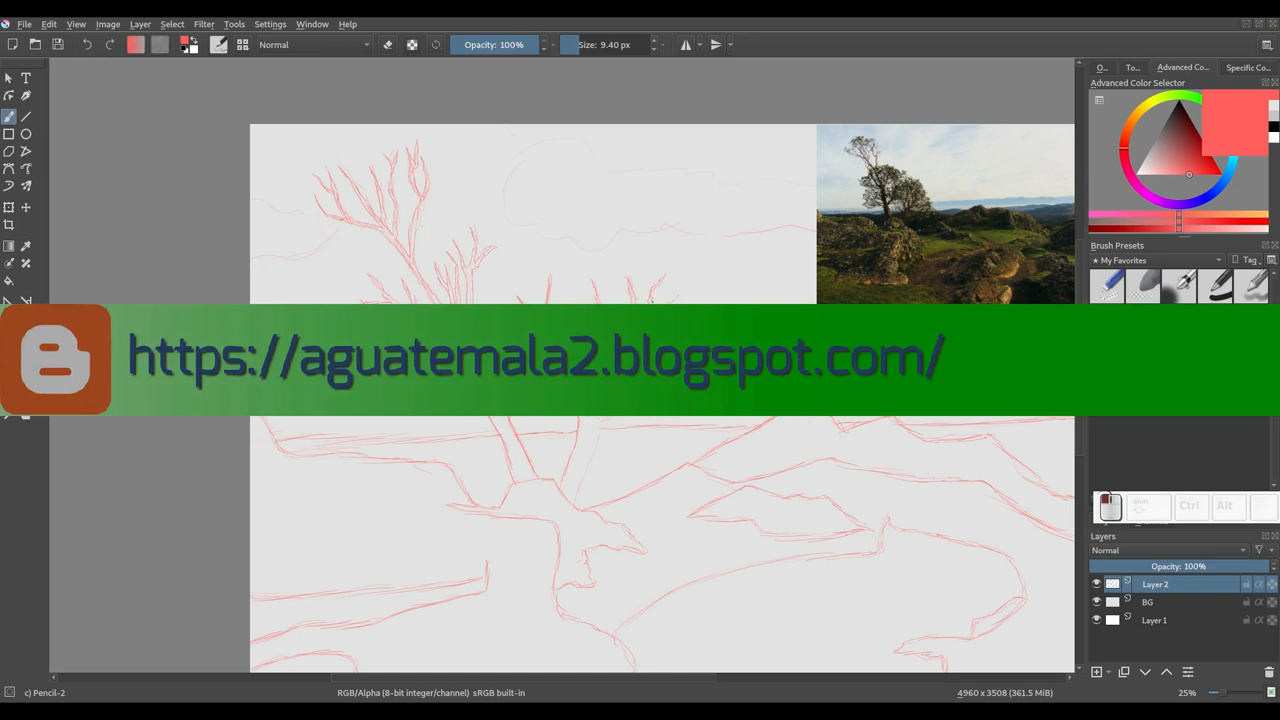 File Edit View Image Layer Select Filter Tools Settings Window Help
Normal Opacity: 100% Size: 9.40 px
O... To... Advanced Co... Specific Co...
Advanced Color Selector
Brush Presets
★ My Favorites Tag
https://aguatemala2.blogspot.com/
Shift Ctrl Alt
Layers
Normal
Opacity: 100%
Layer 2
BG
Layer 1
c) Pencil-2 RGB/Alpha (8-bit integer/channel) sRGB built-in 4960 x 3508 (361.5 MiB) 25%